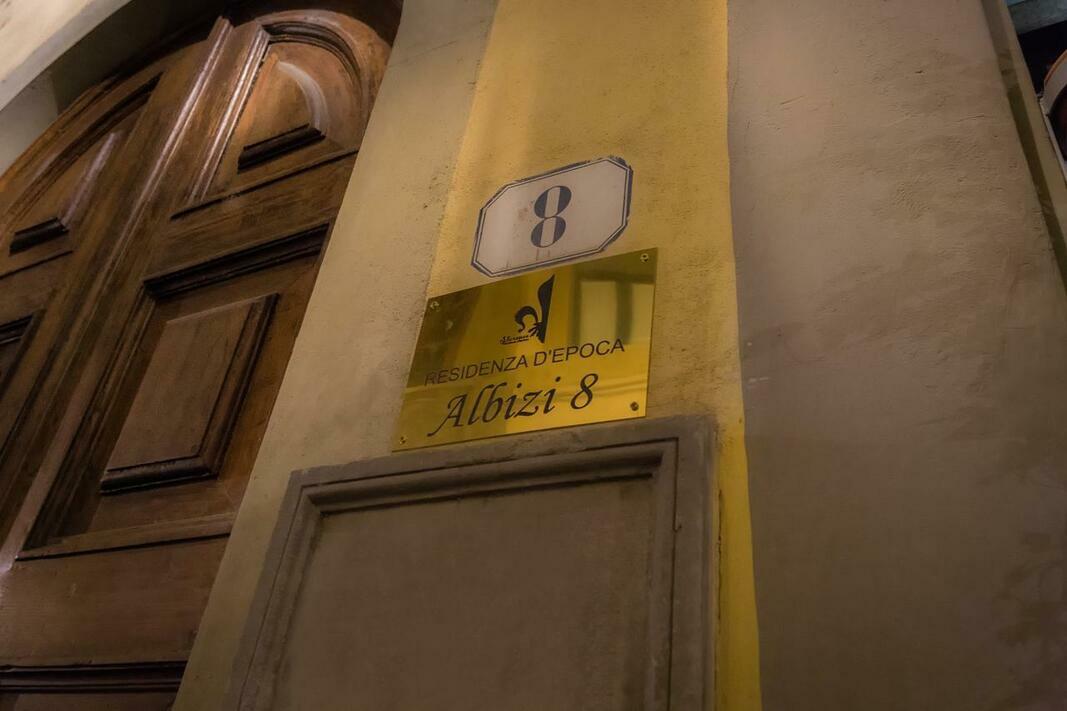 8
RESIDENZA D'EPOCA
Albizi 8